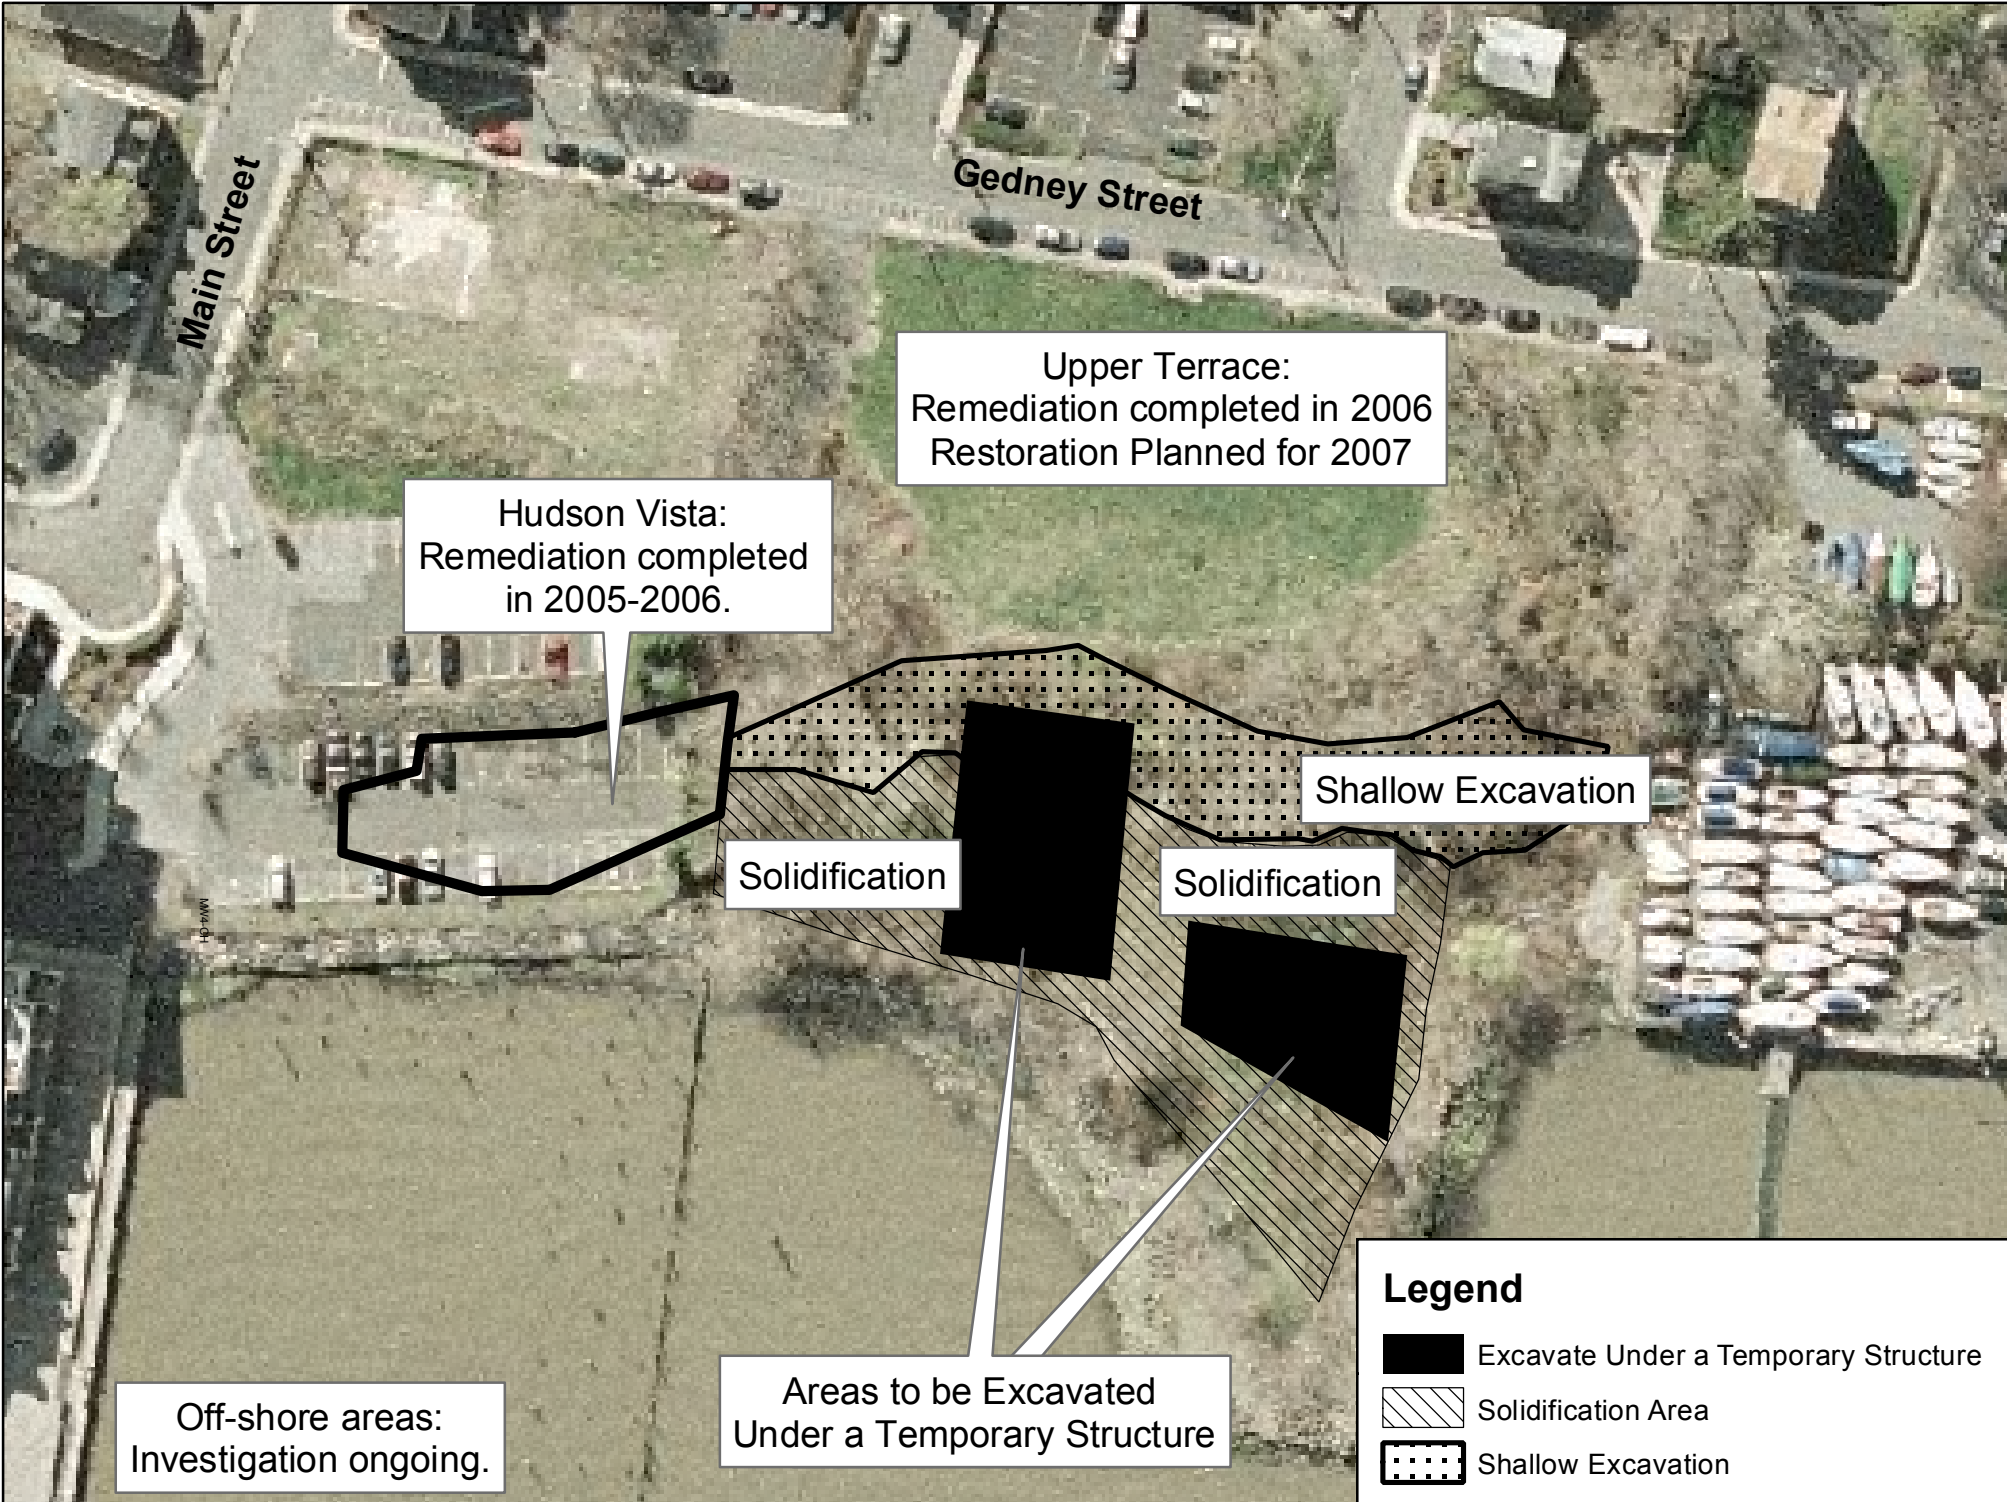 Gedney Street
Main Street
Upper Terrace:
Remediation completed in 2006
Restoration Planned for 2007
Hudson Vista:
Remediation completed
in 2005-2006.
Shallow Excavation
Solidification
Solidification
MW4-OH
Areas to be Excavated
Under a Temporary Structure
Off-shore areas:
Investigation ongoing.
Legend
Excavate Under a Temporary Structure
Solidification Area
Shallow Excavation